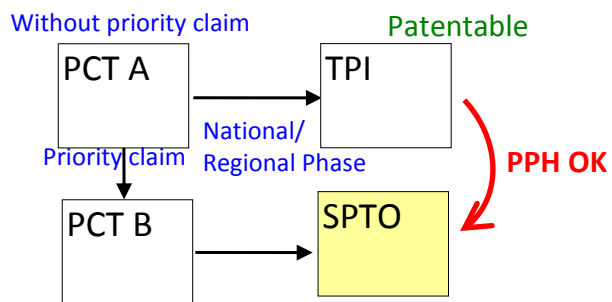 Without priority claim
Patentable
PCT A
TPI
National/
Regional Phase
Priority claim
PPH OK
PCT B
SPTO